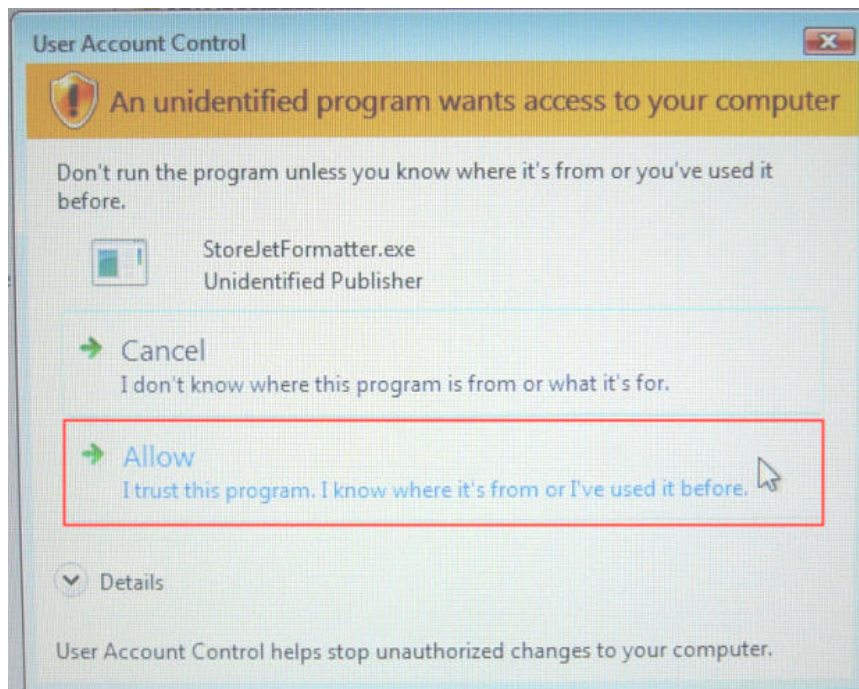 User Account Control
An unidentified program wants access to your computer
Don't run the program unless you know where it's from or you've used it
before.
StoreJetFormatter.exe
Unidentified Publisher
Cancel
I don't know where this program is from or what it's for.
Allow
I trust this program. I know where it's from or I've used it before.
Details
User Account Control helps stop unauthorized changes to your computer.